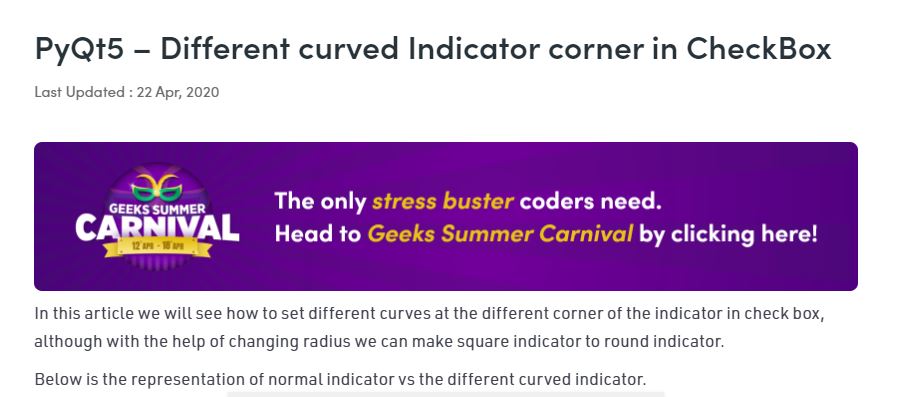 PyQt5 – Different curved Indicator corner in CheckBox
Last Updated : 22 Apr, 2020
GEEKS SUMMER
CARNIVAL
12 APR - 18 APR
The only stress buster coders need.
Head to Geeks Summer Carnival by clicking here!
In this article we will see how to set different curves at the different corner of the indicator in check box,
although with the help of changing radius we can make square indicator to round indicator.
Below is the representation of normal indicator vs the different curved indicator.